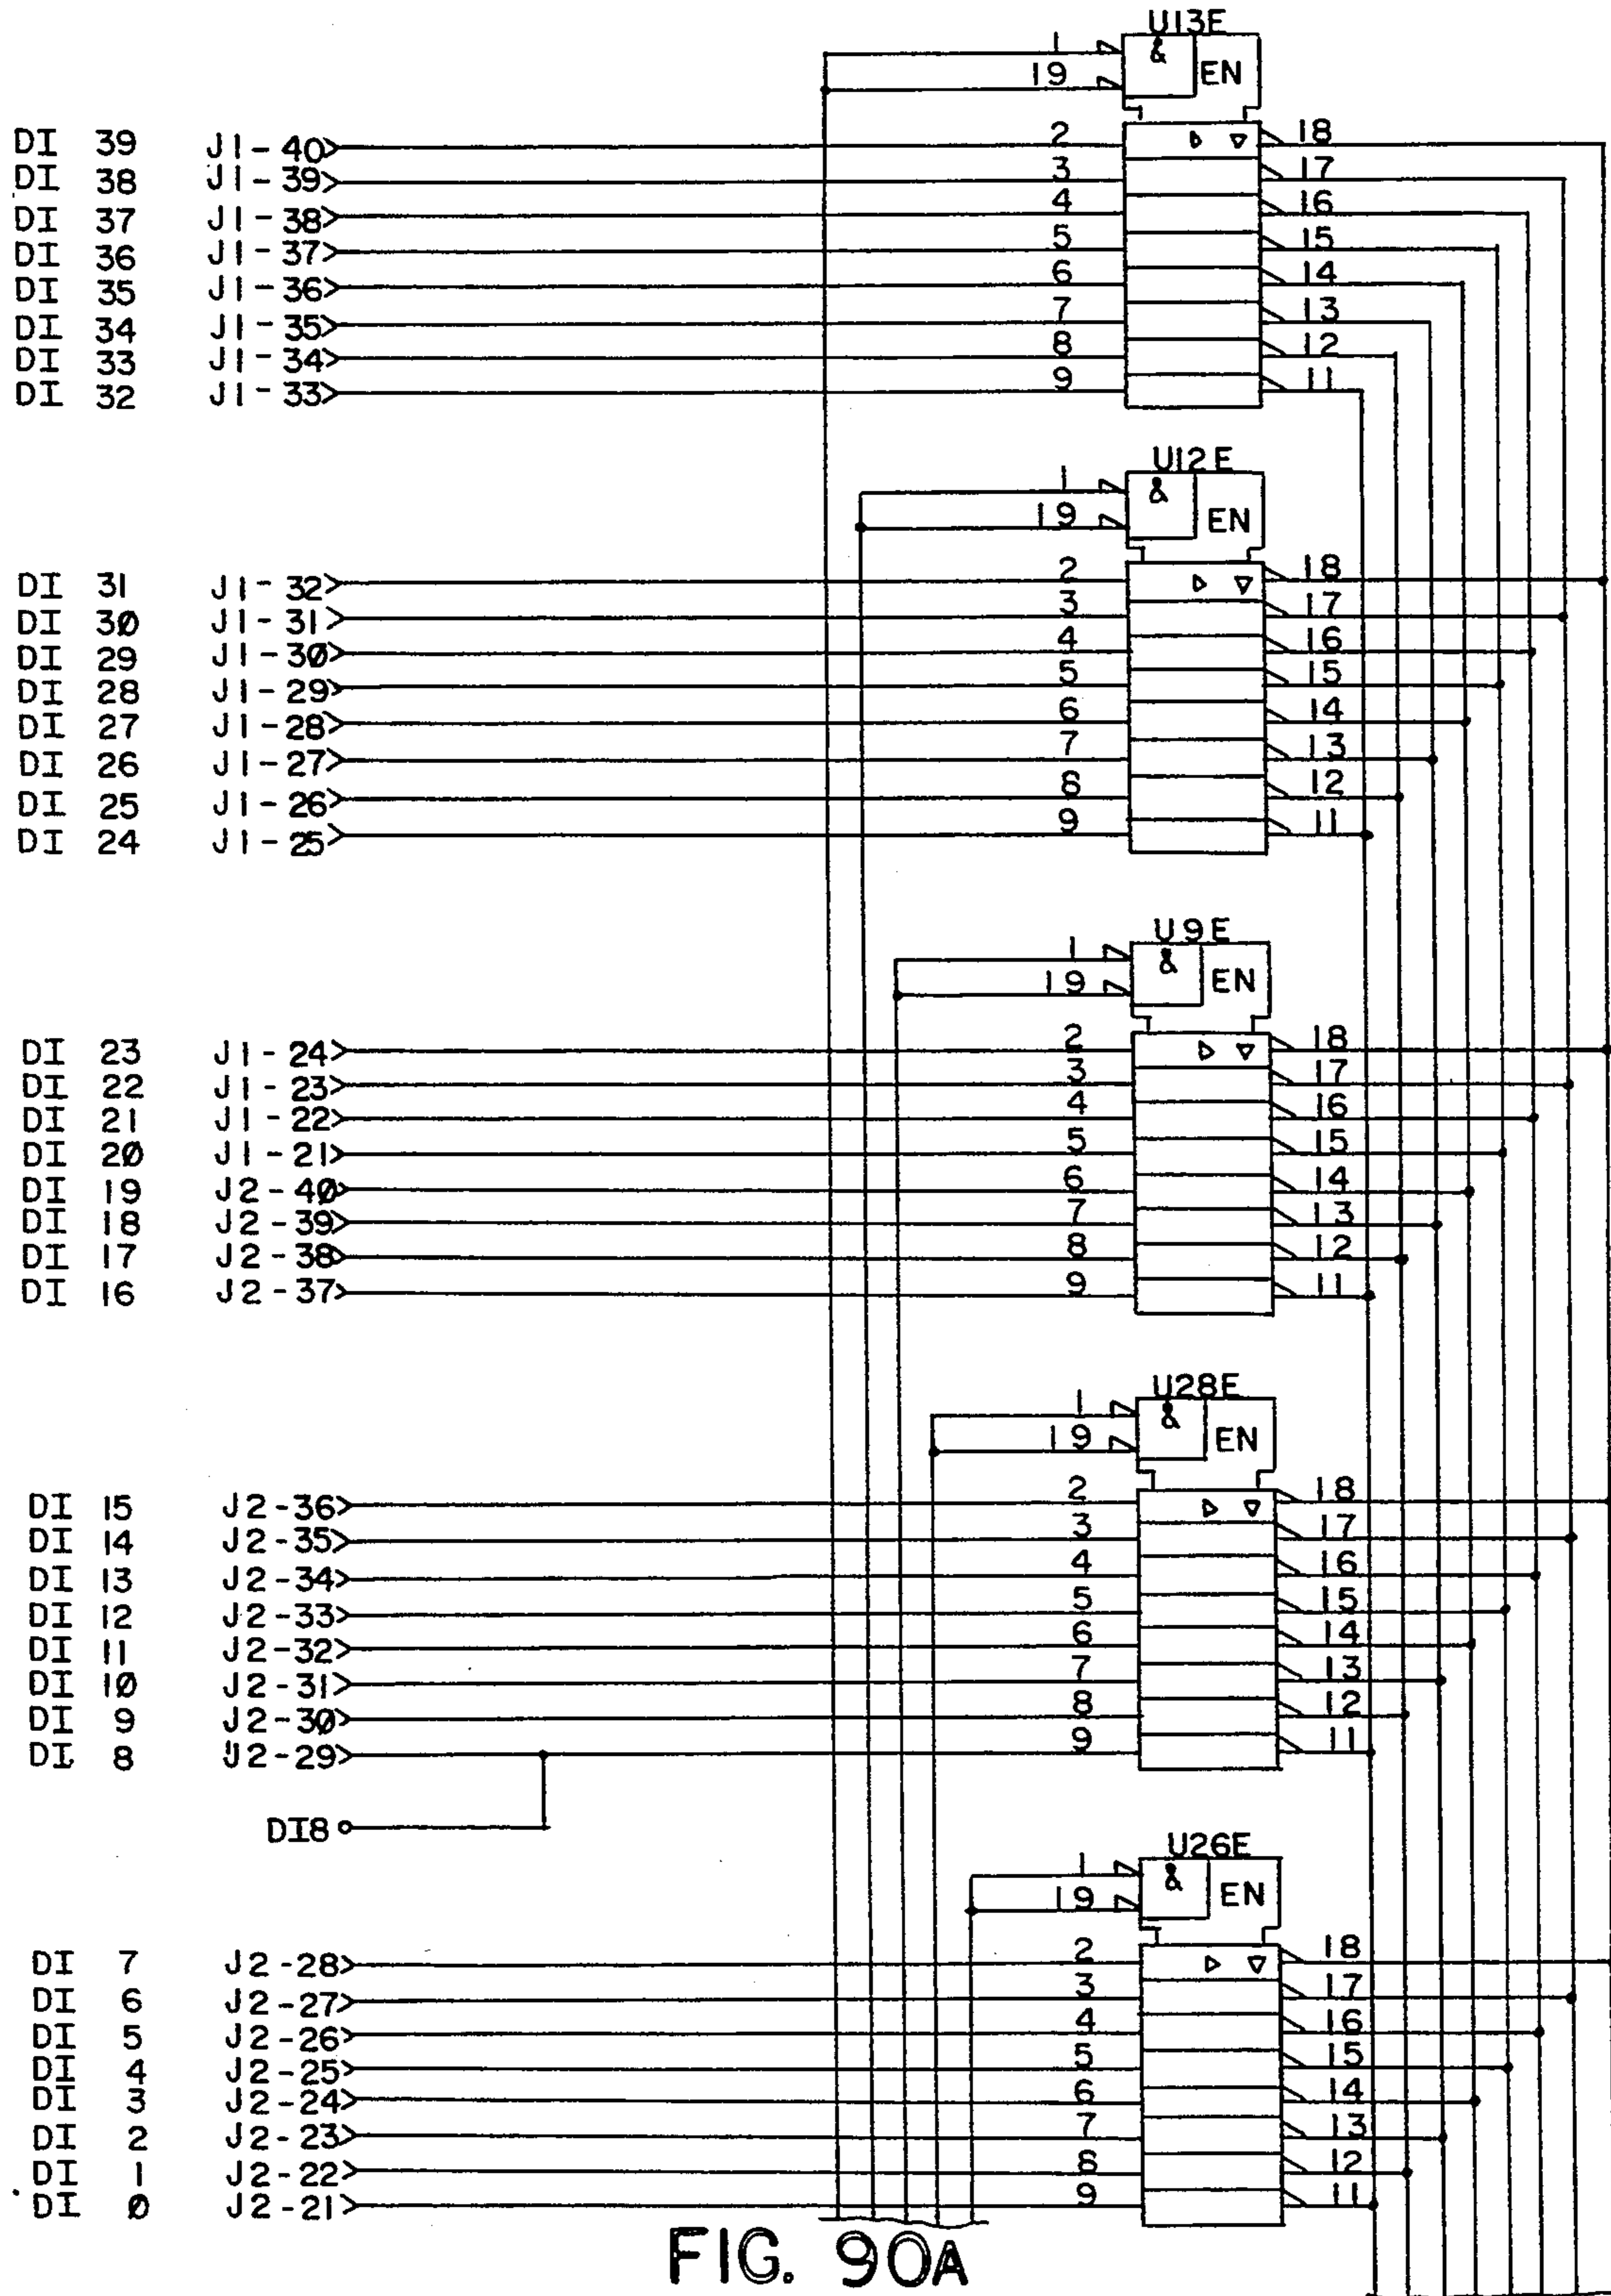 U13E
1
& EN
19
DI 39 J1-40> 2 18
DI 38 J1-39> 3 17
DI 37 J1-38> 4 16
DI 36 J1-37> 5 15
DI 35 J1-36> 6 14
DI 34 J1-35> 7 13
DI 33 J1-34> 8 12
DI 32 J1-33> 9 11
U12E
1
& EN
19
DI 31 J1-32> 2 18
DI 30 J1-31> 3 17
DI 29 J1-30> 4 16
DI 28 J1-29> 5 15
DI 27 J1-28> 6 14
DI 26 J1-27> 7 13
DI 25 J1-26> 8 12
DI 24 J1-25> 9 11
U9E
1
& EN
19
DI 23 J1-24> 2 18
DI 22 J1-23> 3 17
DI 21 J1-22> 4 16
DI 20 J1-21> 5 15
DI 19 J2-40> 6 14
DI 18 J2-39> 7 13
DI 17 J2-38> 8 12
DI 16 J2-37> 9 11
U28E
1
& EN
19
DI 15 J2-36> 2 18
DI 14 J2-35> 3 17
DI 13 J2-34> 4 16
DI 12 J2-33> 5 15
DI 11 J2-32> 6 14
DI 10 J2-31> 7 13
DI 9 J2-30> 8 12
DI 8 J2-29> 9 11
DI8
U26E
1
& EN
19
DI 7 J2-28> 2 18
DI 6 J2-27> 3 17
DI 5 J2-26> 4 16
DI 4 J2-25> 5 15
DI 3 J2-24> 6 14
DI 2 J2-23> 7 13
DI 1 J2-22> 8 12
DI 0 J2-21> 9 11
FIG. 90A